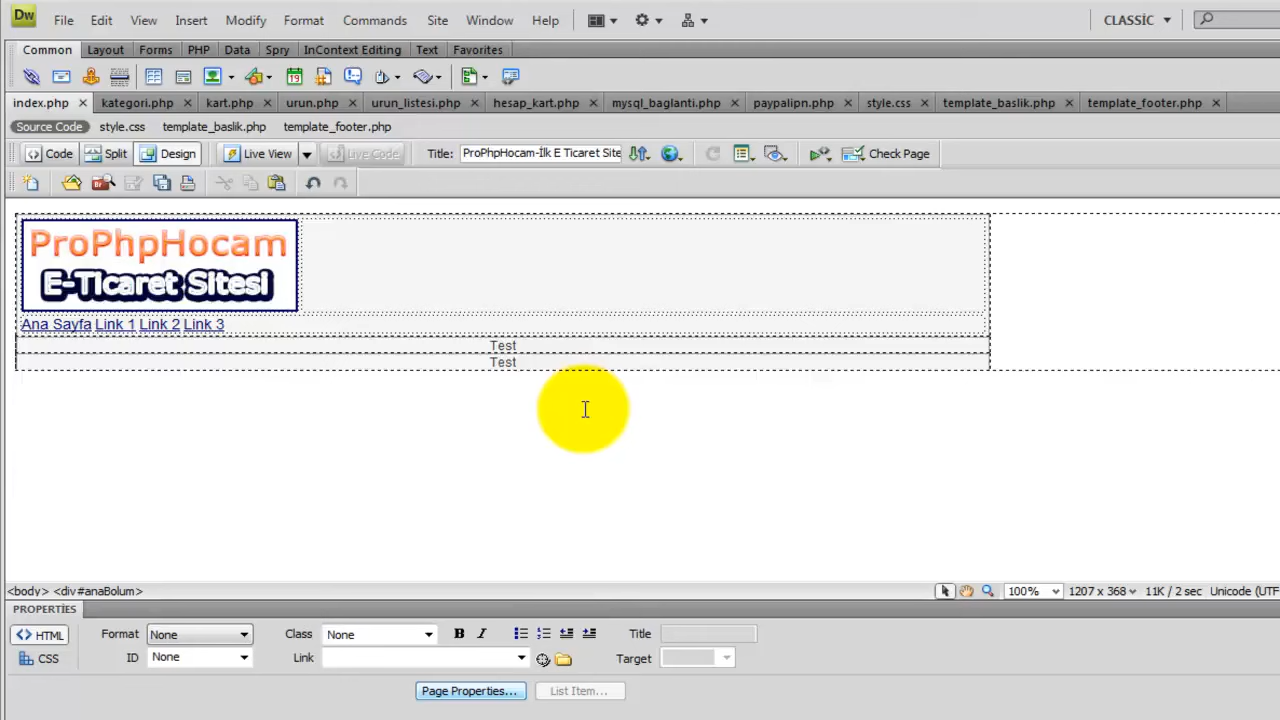 Dw File Edit View Insert Modify Format Commands Site Window Help CLASSİC
Common Layout Forms PHP Data Spry InContext Editing Text Favorites
19
index.php kategori.php kart.php urun.php urun_listesi.php hesap_kart.php mysql_baglanti.php paypalipn.php style.css template_baslik.php template_footer.php
Source Code style.css template_baslik.php template_footer.php
Code Split Design Live View Live Code Title: ProPhpHocam-İlk E Ticaret Site Check Page
ProPhpHocam
E-Ticaret Sitesi
Ana Sayfa Link 1 Link 2 Link 3
Test
Test
<body> <div #anaBolum> 100% 1207 x 368 11K / 2 sec Unicode (UTF
PROPERTİES
HTML Format None Class None B I Title
CSS ID None Link Target
Page Properties... List Item...